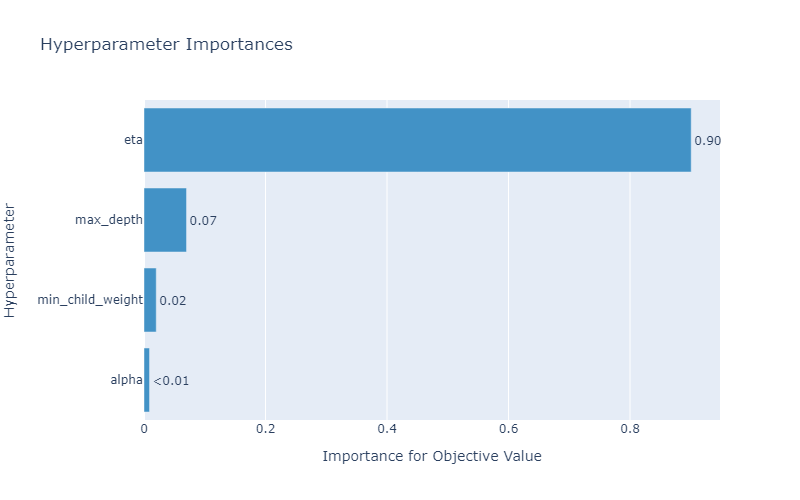 Hyperparameter Importances
Hyperparameter
eta
0.90
max_depth
0.07
min_child_weight
0.02
alpha
<0.01
0
0.2
0.4
0.6
0.8
Importance for Objective Value